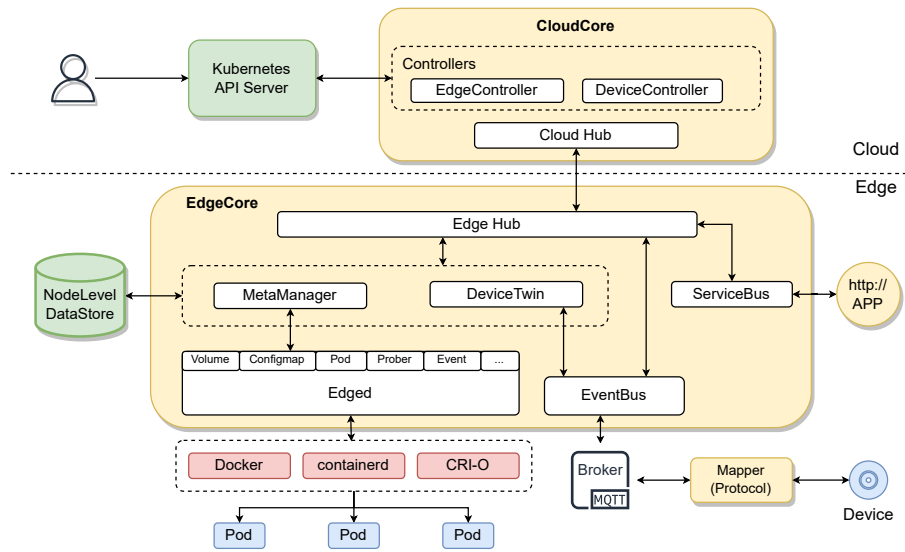 CloudCore
Kubernetes
API Server
Controllers
EdgeController
DeviceController
Cloud Hub
Cloud
Edge
EdgeCore
Edge Hub
NodeLevel
DataStore
MetaManager
DeviceTwin
ServiceBus
http://
APP
Volume
Configmap
Pod
Prober
Event
...
Edged
EventBus
Docker
containerd
CRI-O
Broker
MQTT
Mapper
(Protocol)
Device
Pod
Pod
Pod